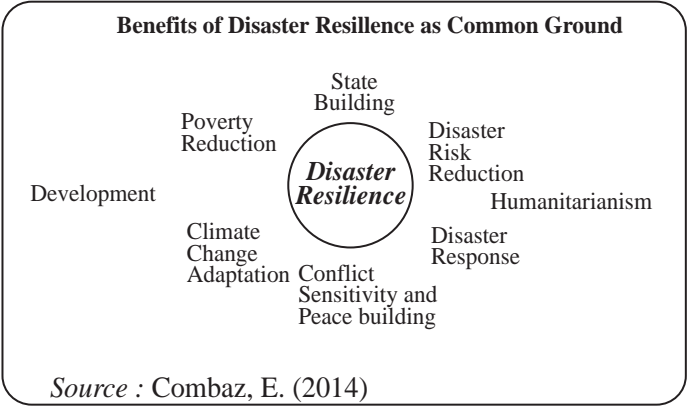 Benefits of Disaster Resillence as Common Ground
State
Building
Poverty
Reduction
Disaster
Risk
Reduction
Disaster
Resilience
Development
Humanitarianism
Climate
Change
Adaptation
Disaster
Response
Conflict
Sensitivity and
Peace building
Source : Combaz, E. (2014)